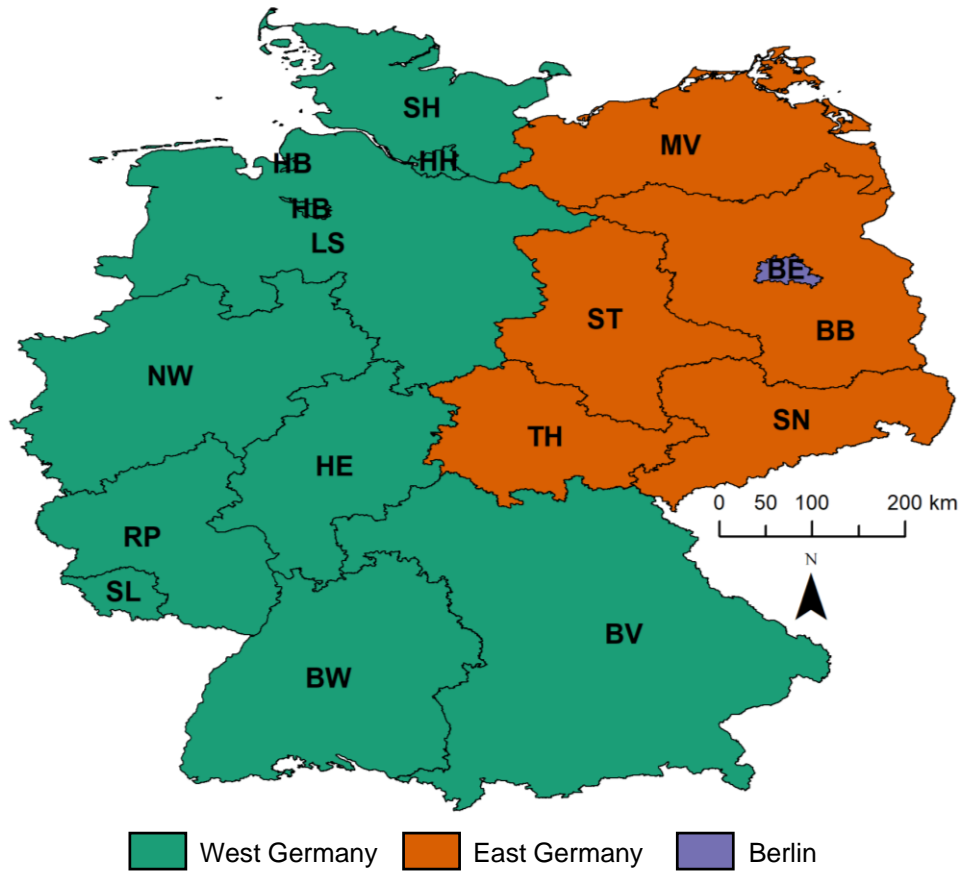 SH
MV
HB
HH
HB
LS
BE
ST
BB
NW
SN
TH
HE
0 50 100 200 km
RP
N
SL
BV
BW
West Germany East Germany Berlin